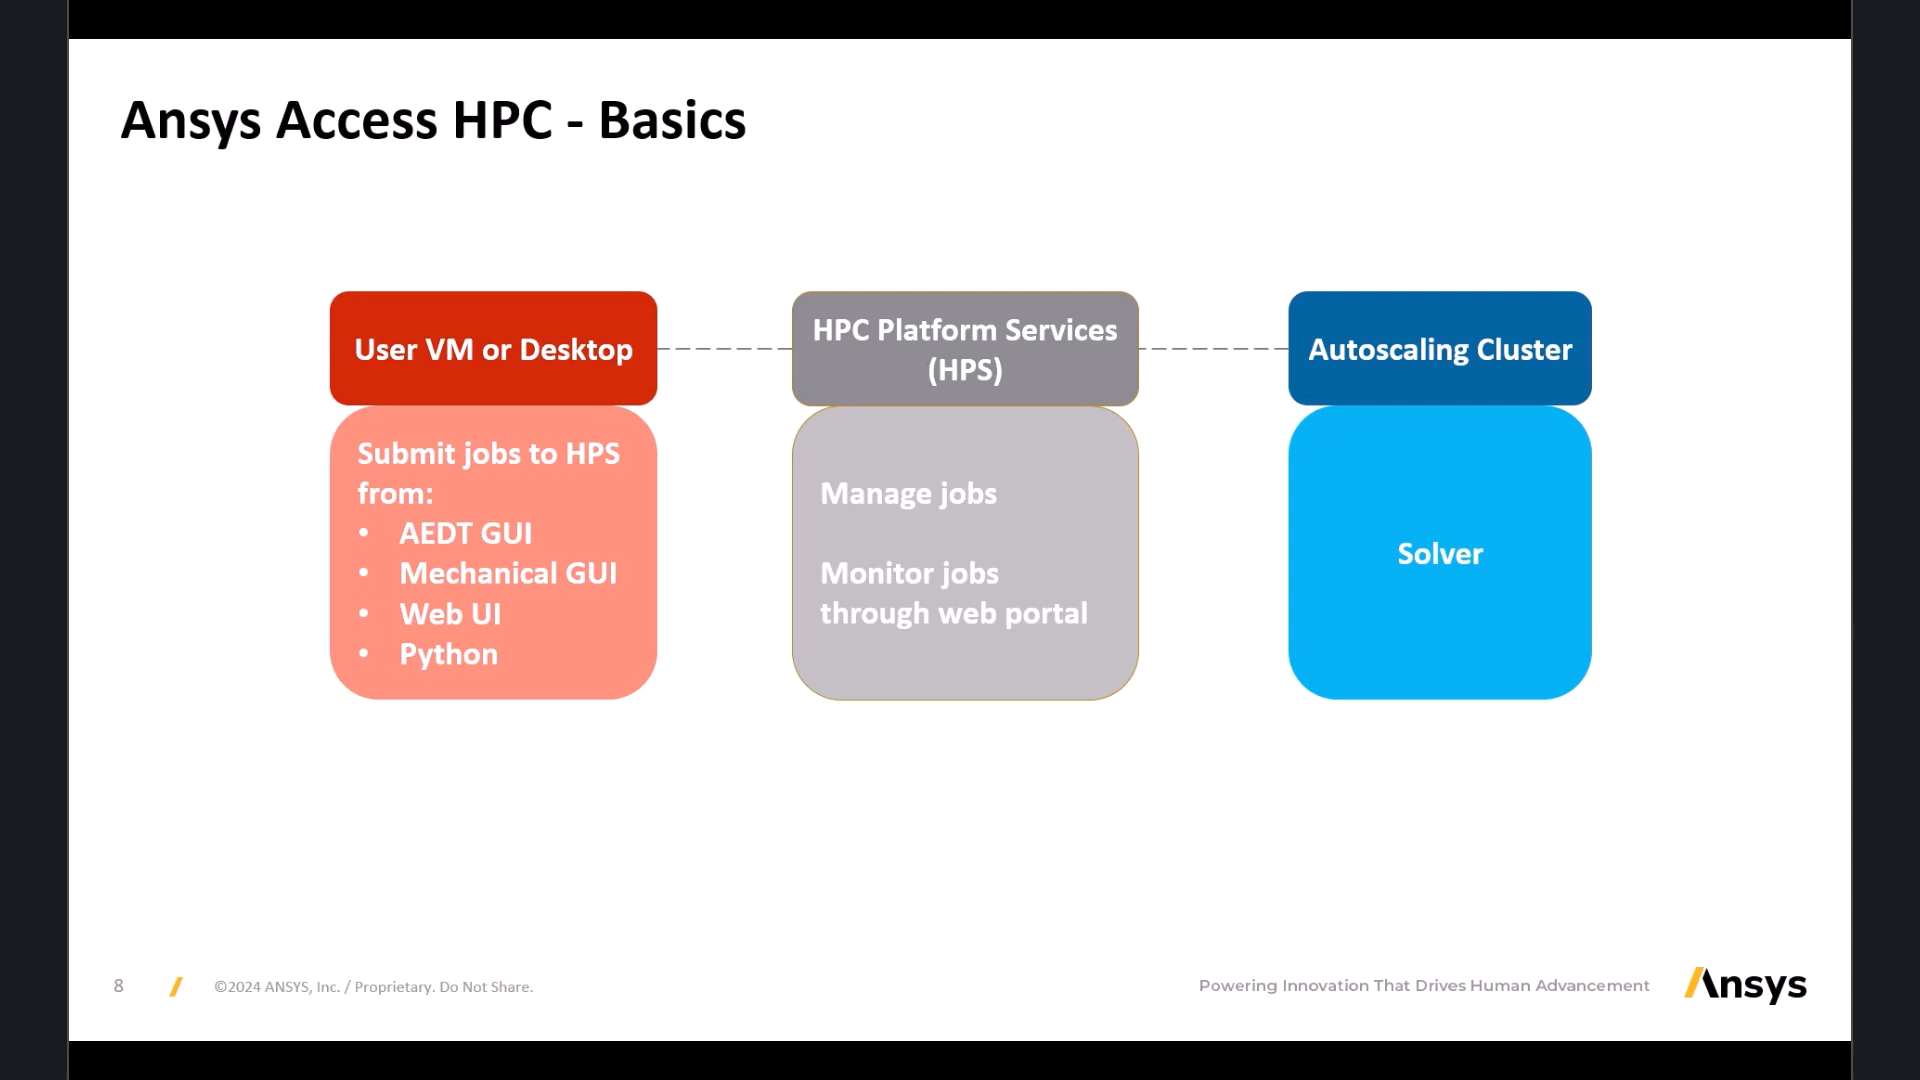 Ansys Access HPC - Basics
User VM or Desktop
Submit jobs to HPS
from:
• AEDT GUI
• Mechanical GUI
• Web UI
• Python
HPC Platform Services
(HPS)
Manage jobs
Monitor jobs
through web portal
Autoscaling Cluster
Solver
8
©2024 ANSYS, Inc. / Proprietary. Do Not Share.
Powering Innovation That Drives Human Advancement
Ansys